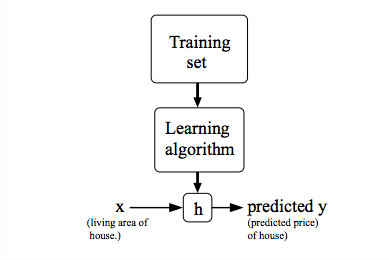 Training
set
Learning
algorithm
x h predicted y
(living area of (predicted price)
house.) of house)